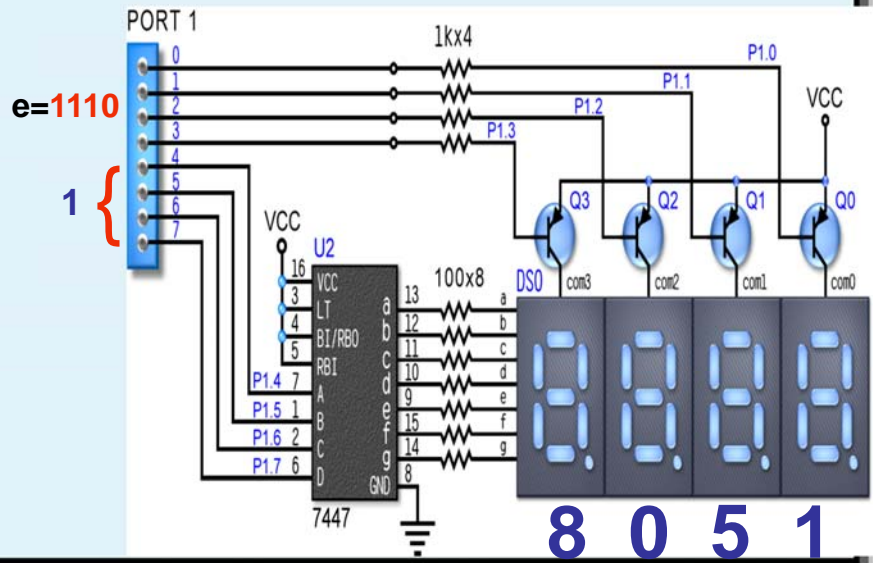 PORT 1
0
1
2
3
4
5
6
7
e=1110
1
1kx4
P1.0
P1.1
P1.2
P1.3
VCC
Q3
Q2
Q1
Q0
VCC
U2
16 VCC
3 LT
4 BI/RBO
5 RBI
P1.4 7 A
P1.5 1 B
P1.6 2 C
P1.7 6 D
a 13
b 12
c 11
d 10
e 9
f 15
g 14
GND 8
7447
100x8
a
b
c
d
e
f
g
DS0
com3
com2
com1
com0
8 0 5 1